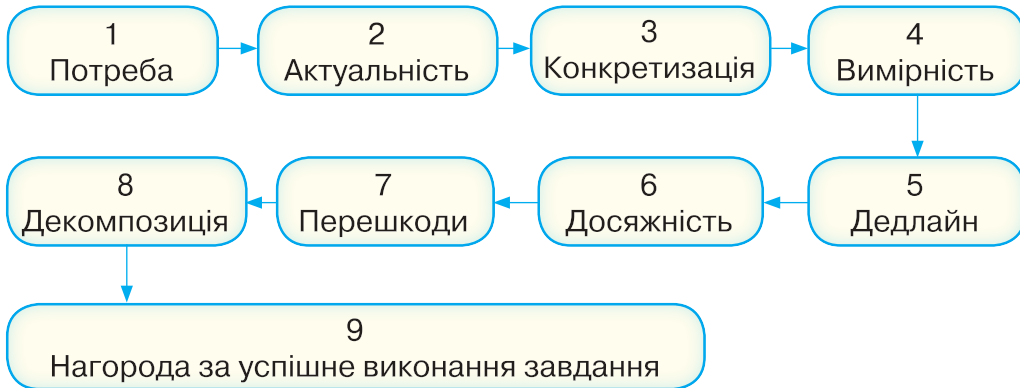 1
Потреба
2
Актуальність
3
Конкретизація
4
Вимірність
5
Дедлайн
6
Досяжність
7
Перешкоди
8
Декомпозиція
9
Нагорода за успішне виконання завдання